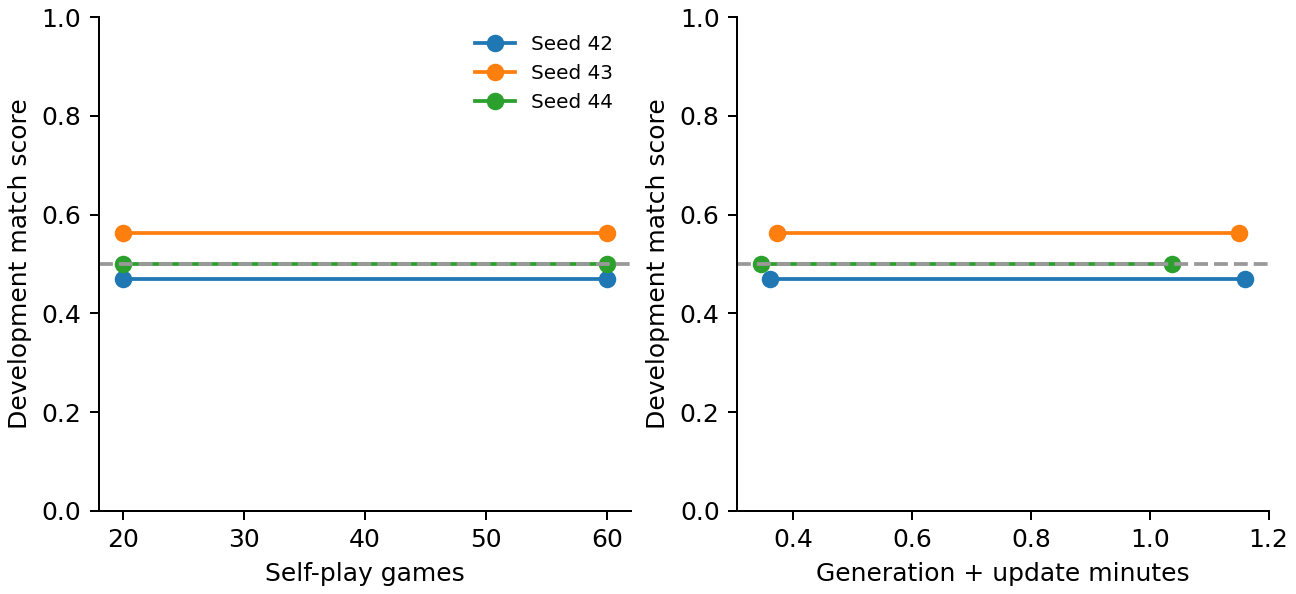 Development match score
1.0
0.8
0.6
0.4
0.2
0.0
Seed 42
Seed 43
Seed 44
20 30 40 50 60
Self-play games
Development match score
1.0
0.8
0.6
0.4
0.2
0.0
0.4 0.6 0.8 1.0 1.2
Generation + update minutes